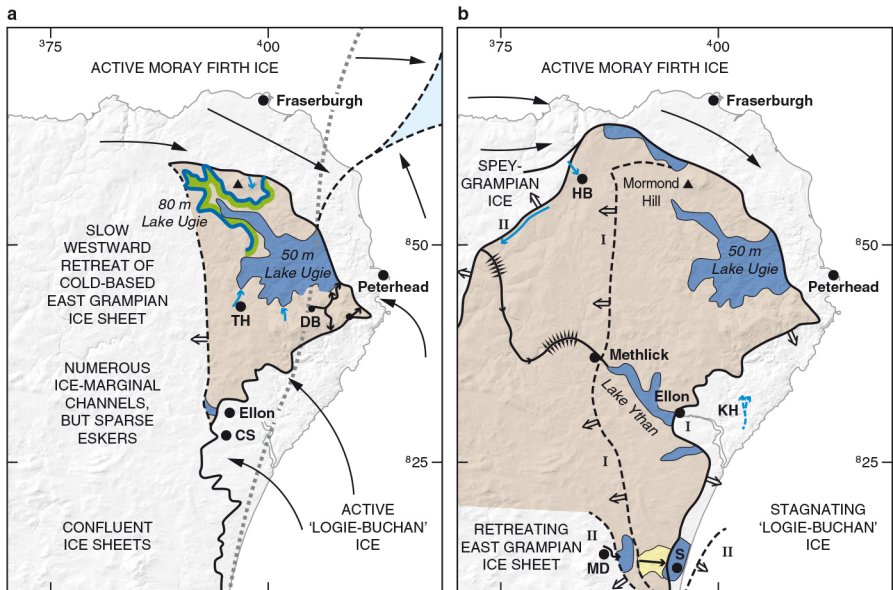 a
³75
⁴00
ACTIVE MORAY FIRTH ICE
Fraserburgh
80 m
Lake Ugie
SLOW
WESTWARD
RETREAT OF
COLD-BASED
EAST GRAMPIAN
ICE SHEET
50 m
Lake Ugie
⁸50
Peterhead
TH
DB
NUMEROUS
ICE-MARGINAL
CHANNELS,
BUT SPARSE
ESKERS
Ellon
CS
⁸25
CONFLUENT
ICE SHEETS
ACTIVE
‘LOGIE-BUCHAN’
ICE
b
³75
⁴00
ACTIVE MORAY FIRTH ICE
Fraserburgh
SPEY-
GRAMPIAN
ICE
HB
Mormond
Hill
II
I
50 m
Lake Ugie
⁸50
Peterhead
Methlick
Lake Ythan
Ellon
KH
I
I
⁸25
RETREATING
EAST GRAMPIAN
ICE SHEET
II
MD
S
II
STAGNATING
‘LOGIE-BUCHAN’
ICE